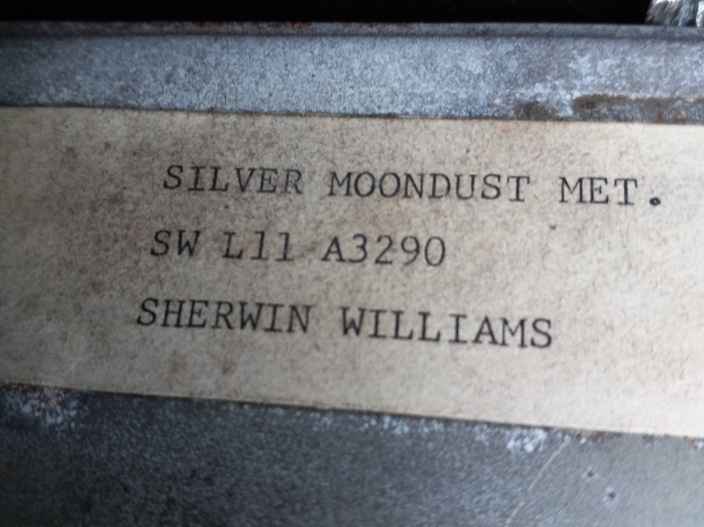 SILVER MOONDUST MET.
SW L11 A3290
SHERWIN WILLIAMS